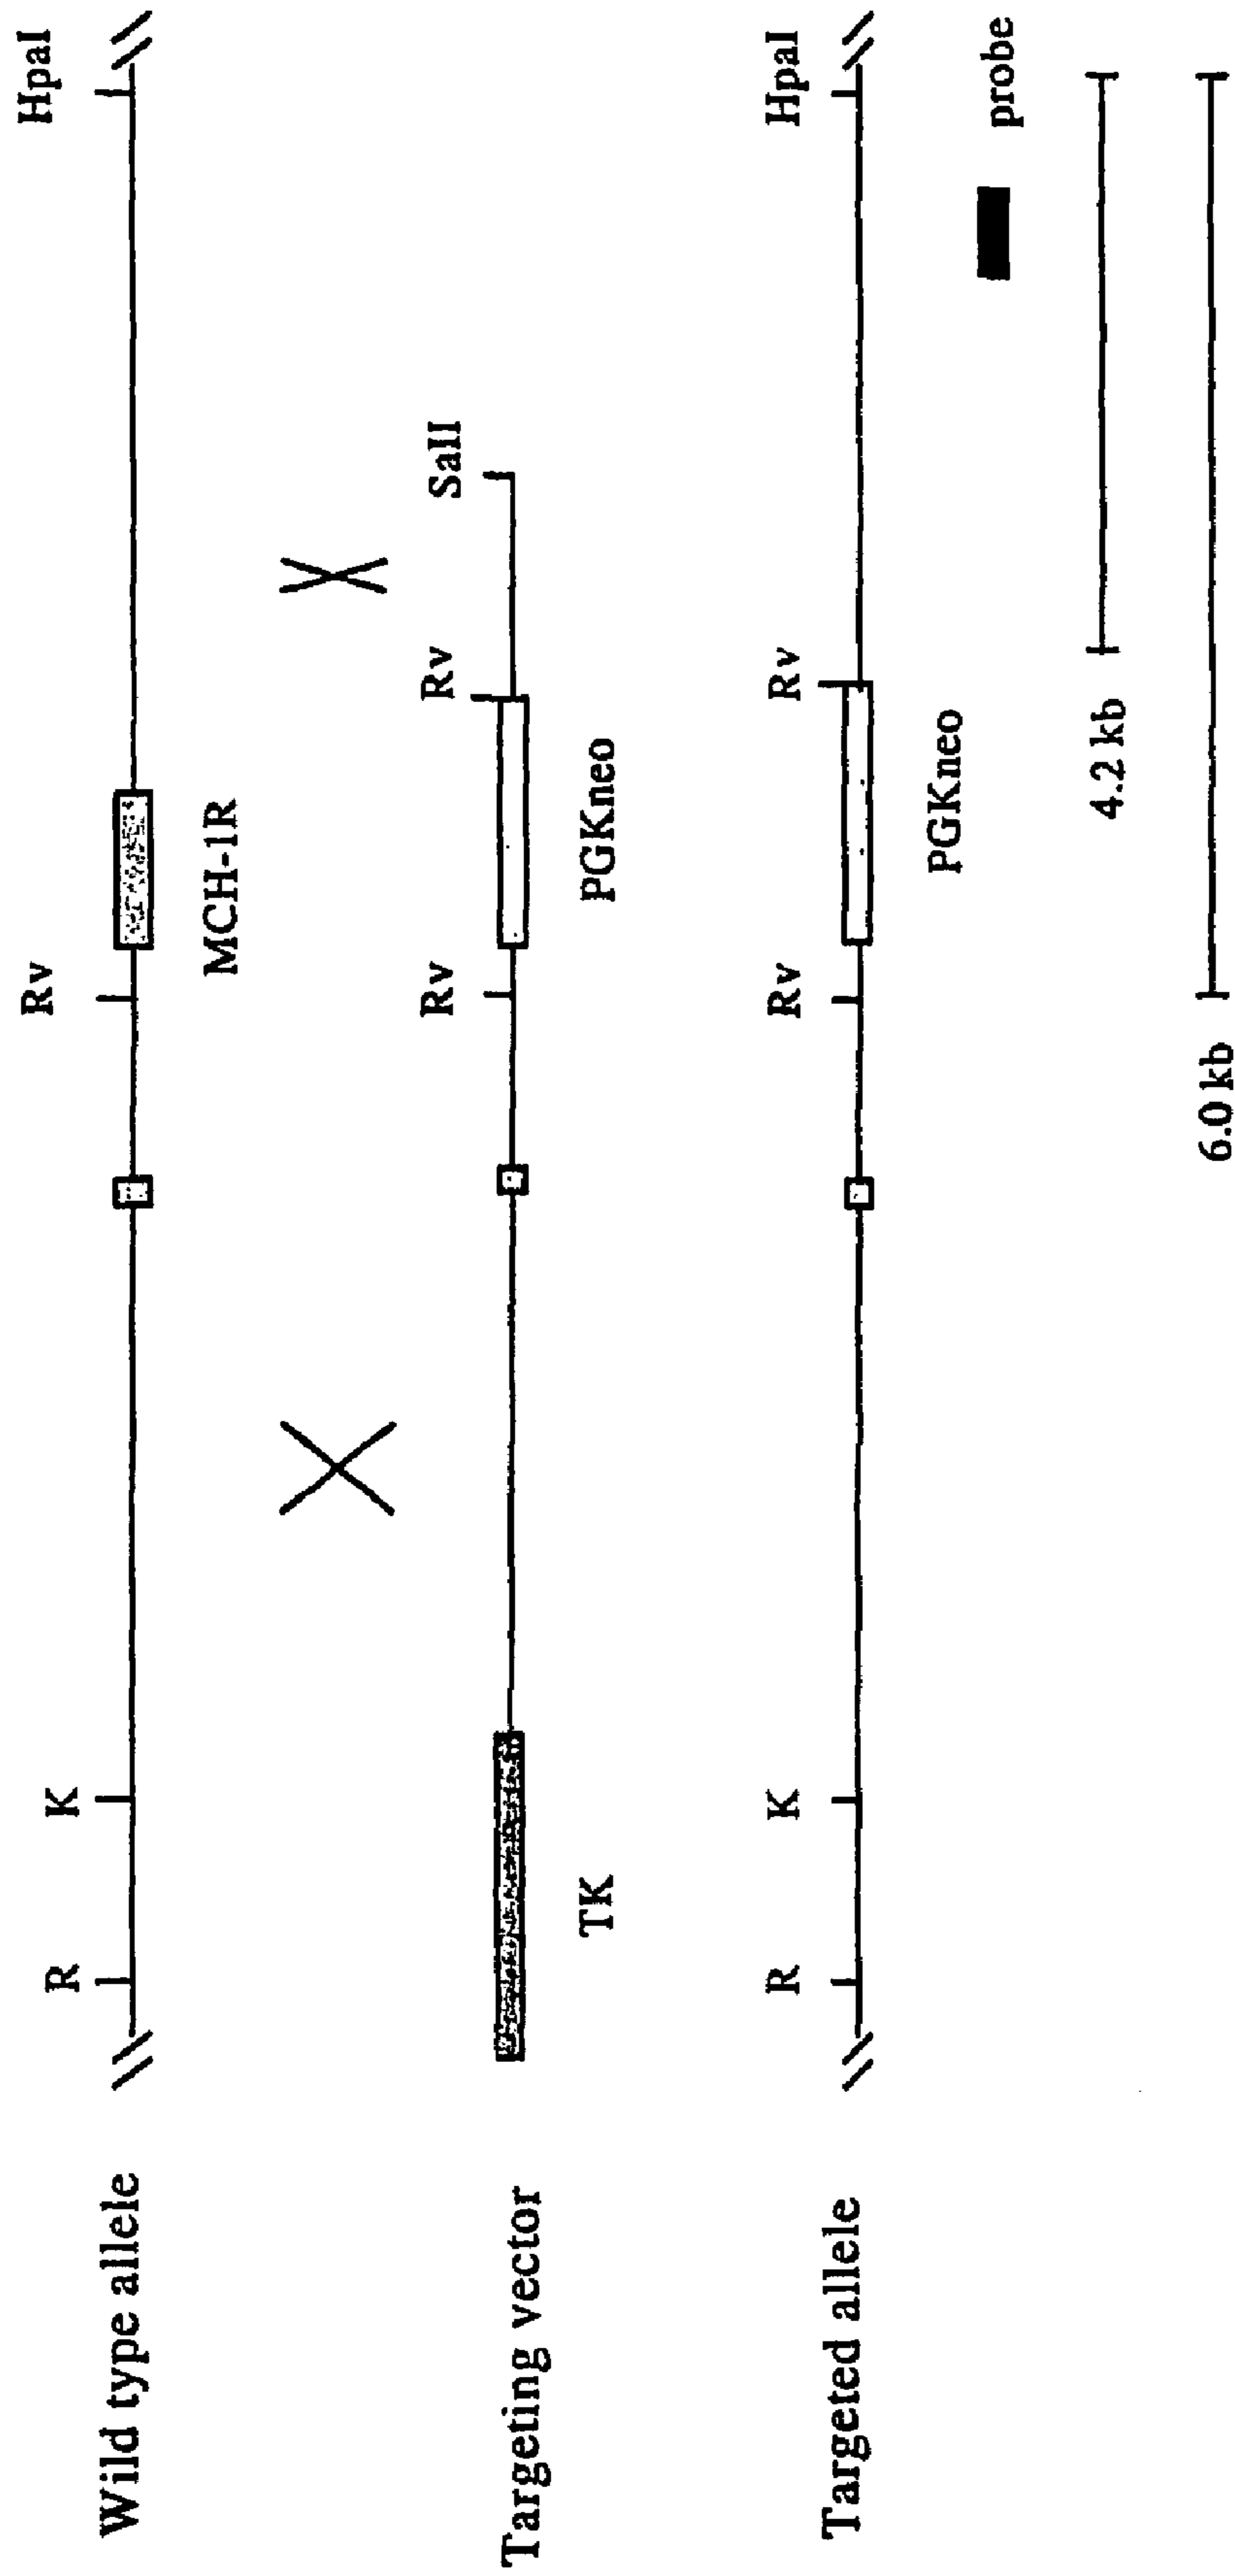 R K Rv HpaI
Wild type allele
MCH-1R
Rv Rv SalI
Targeting vector
TK PGKneo
R K Rv Rv HpaI
Targeted allele
PGKneo
probe
4.2 kb
6.0 kb